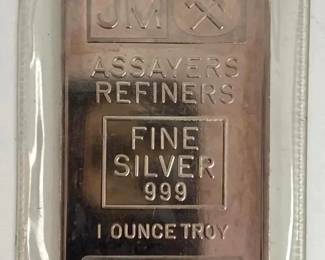 JM
ASSAYERS
REFINERS
FINE
SILVER
999
1 OUNCE TROY